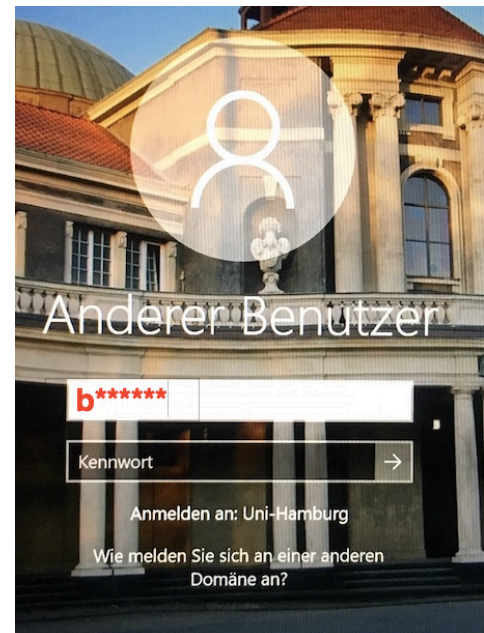 Anderer Benutzer
b******
Kennwort
Anmelden an: Uni-Hamburg
Wie melden Sie sich an einer anderen
Domäne an?